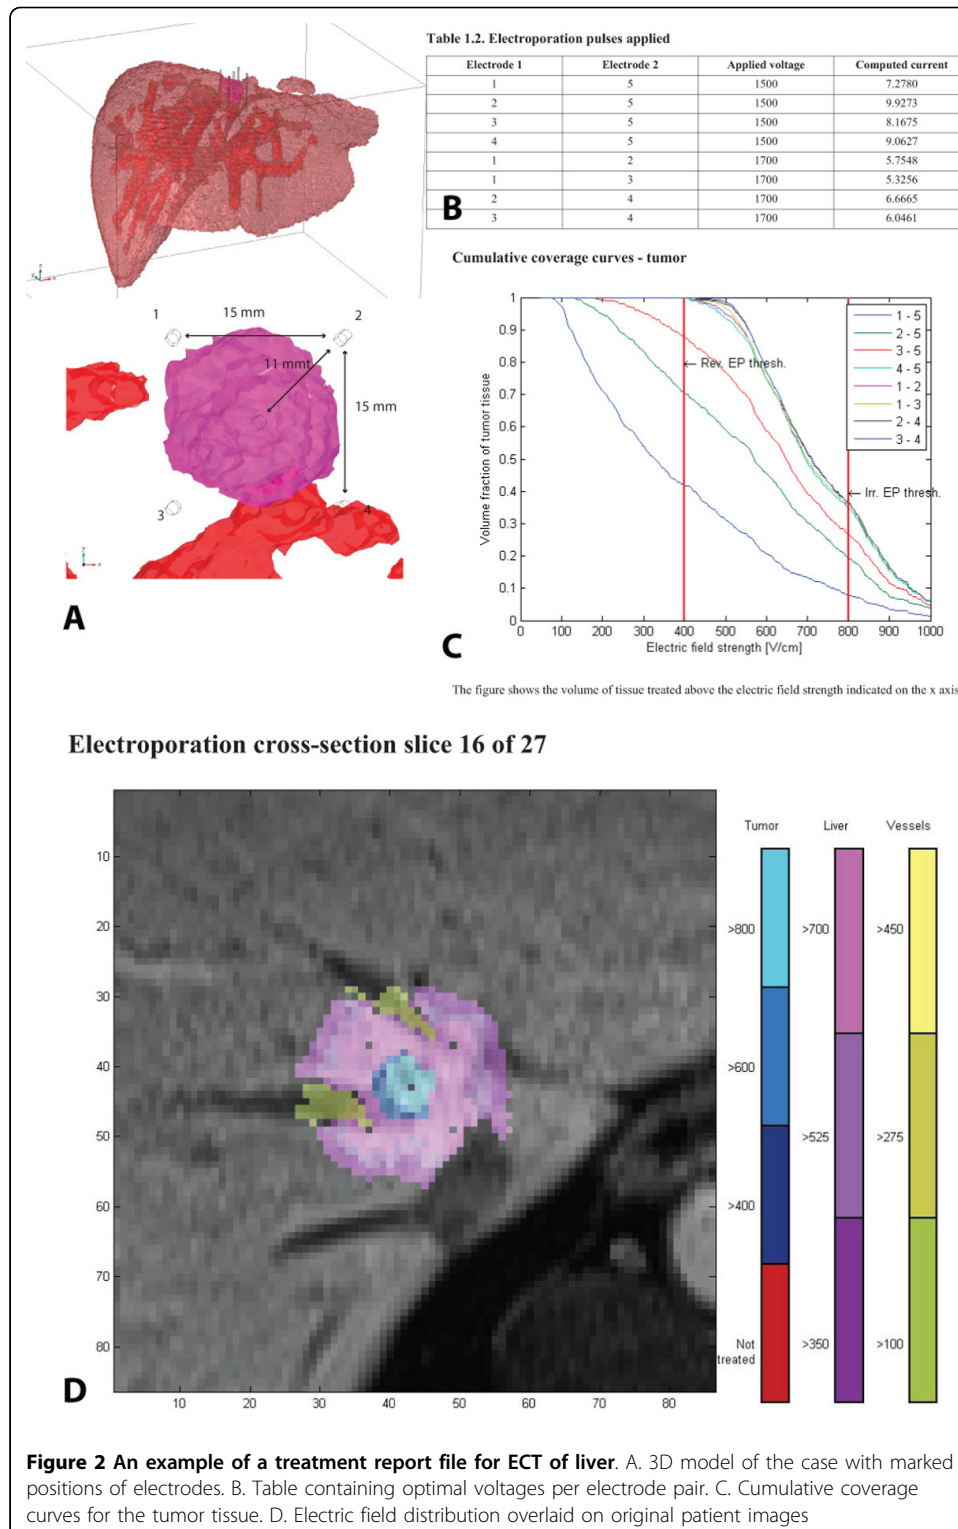 Table 1.2. Electroporation pulses applied
Electrode 1 Electrode 2 Applied voltage Computed current
1 5 1500 7.2780
2 5 1500 9.9273
3 5 1500 8.1675
4 5 1500 9.0627
1 2 1700 5.7548
1 3 1700 5.3256
2 4 1700 6.6665
3 4 1700 6.0461
B
1 15 mm 2
11 mmt
15 mm
3 4
A
Cumulative coverage curves - tumor
Volume fraction of tumor tissue
1
0.9
0.8
0.7
0.6
0.5
0.4
0.3
0.2
0.1
0
0 100 200 300 400 500 600 700 800 900 1000
Electric field strength [V/cm]
Rev. EP thresh.
Irr. EP thresh.
1 - 5
2 - 5
3 - 5
4 - 5
1 - 2
1 - 3
2 - 4
3 - 4
C
The figure shows the volume of tissue treated above the electric field strength indicated on the x axis
Electroporation cross-section slice 16 of 27
10
20
30
40
50
60
70
80
10 20 30 40 50 60 70 80
D
Tumor Liver Vessels
>800 >700 >450
>600
>525 >275
>400
Not treated >350 >100
Figure 2 An example of a treatment report file for ECT of liver. A. 3D model of the case with marked
positions of electrodes. B. Table containing optimal voltages per electrode pair. C. Cumulative coverage
curves for the tumor tissue. D. Electric field distribution overlaid on original patient images